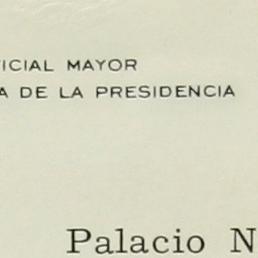 ICIAL MAYOR
A DE LA PRESIDENCIA
Palacio N